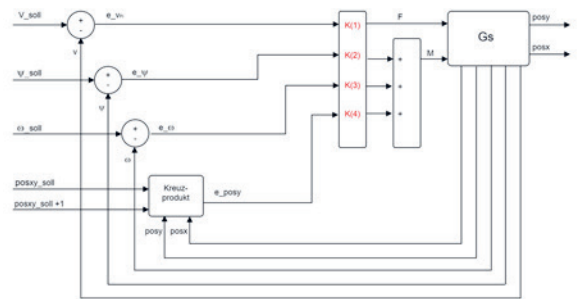 V_soll
+
-
e_vn
v
K(1)
F
Gs
posy
posx
ψ_soll
+
-
e_ψ
ψ
K(2)
+
M
K(3)
+
K(4)
+
ω_soll
+
-
e_ω
ω
posxy_soll
posxy_soll +1
Kreuz-
produkt
e_posy
posy
posx